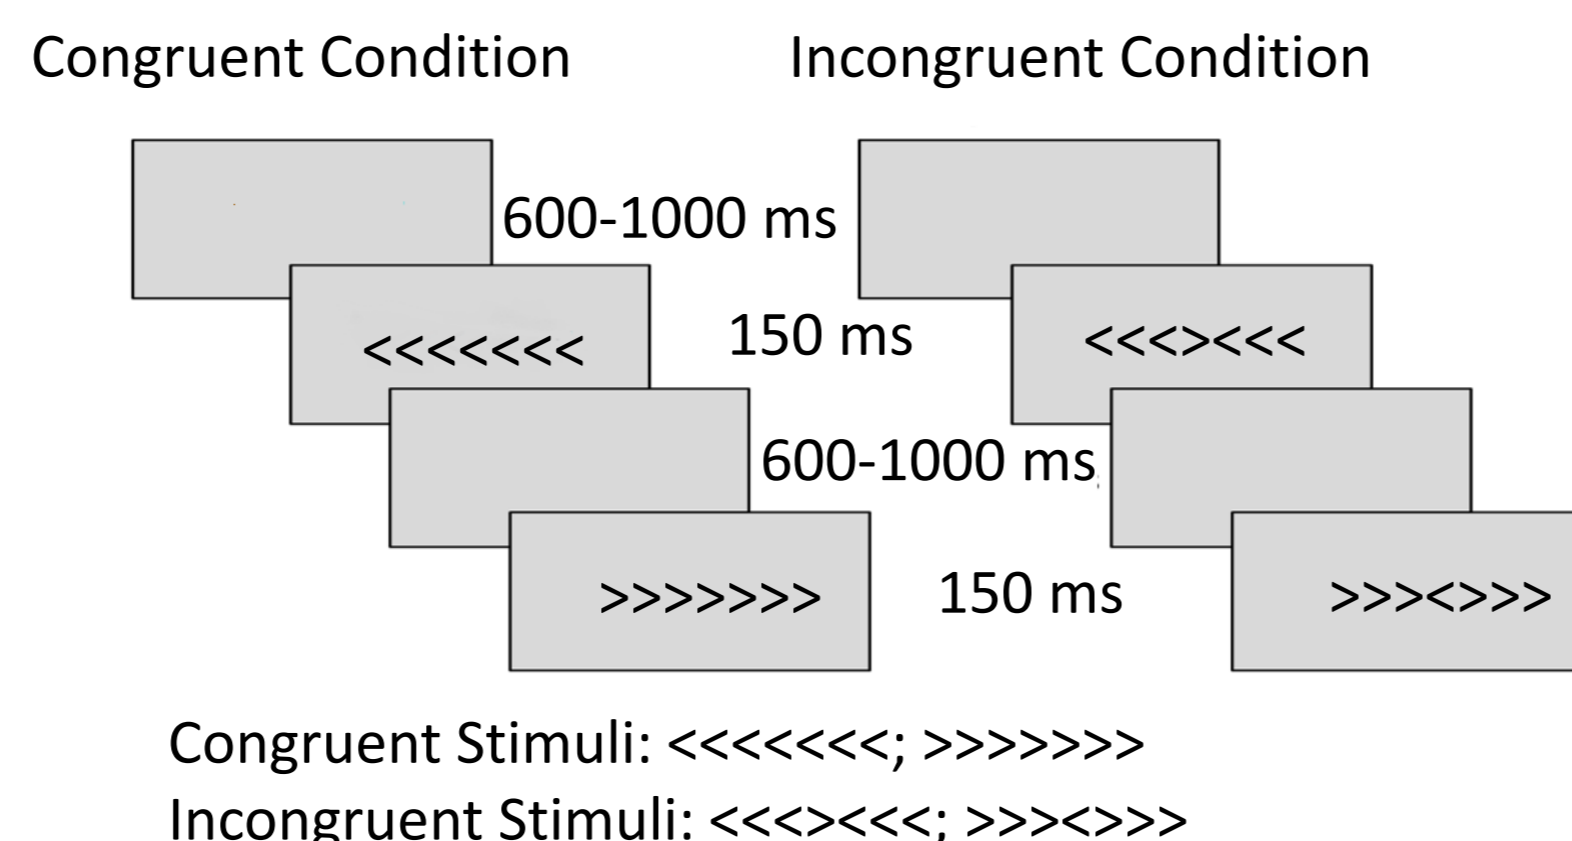 Congruent Condition
Incongruent Condition
600-1000 ms
<<<<<<<
150 ms
<<<><<<
600-1000 ms
>>>>>>>
150 ms
>>><>>>
Congruent Stimuli: <<<<<<<; >>>>>>>
Incongruent Stimuli: <<<><<<; >>><>>>